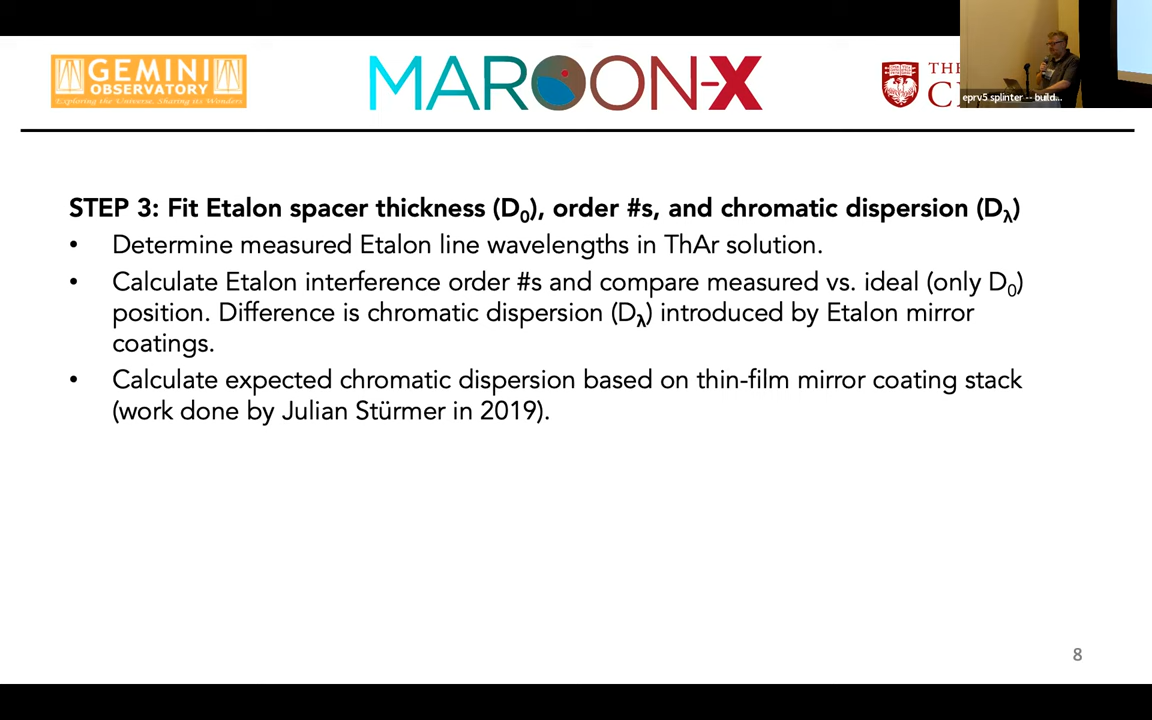 GEMINI
OBSERVATORY
Exploring the Universe, Sharing its Wonders
MAROON-X
THE
eprv5 splinter -- build...
STEP 3: Fit Etalon spacer thickness (D0), order #s, and chromatic dispersion (Dλ)
• Determine measured Etalon line wavelengths in ThAr solution.
• Calculate Etalon interference order #s and compare measured vs. ideal (only D0)
position. Difference is chromatic dispersion (Dλ) introduced by Etalon mirror
coatings.
• Calculate expected chromatic dispersion based on thin-film mirror coating stack
(work done by Julian Stürmer in 2019).
8